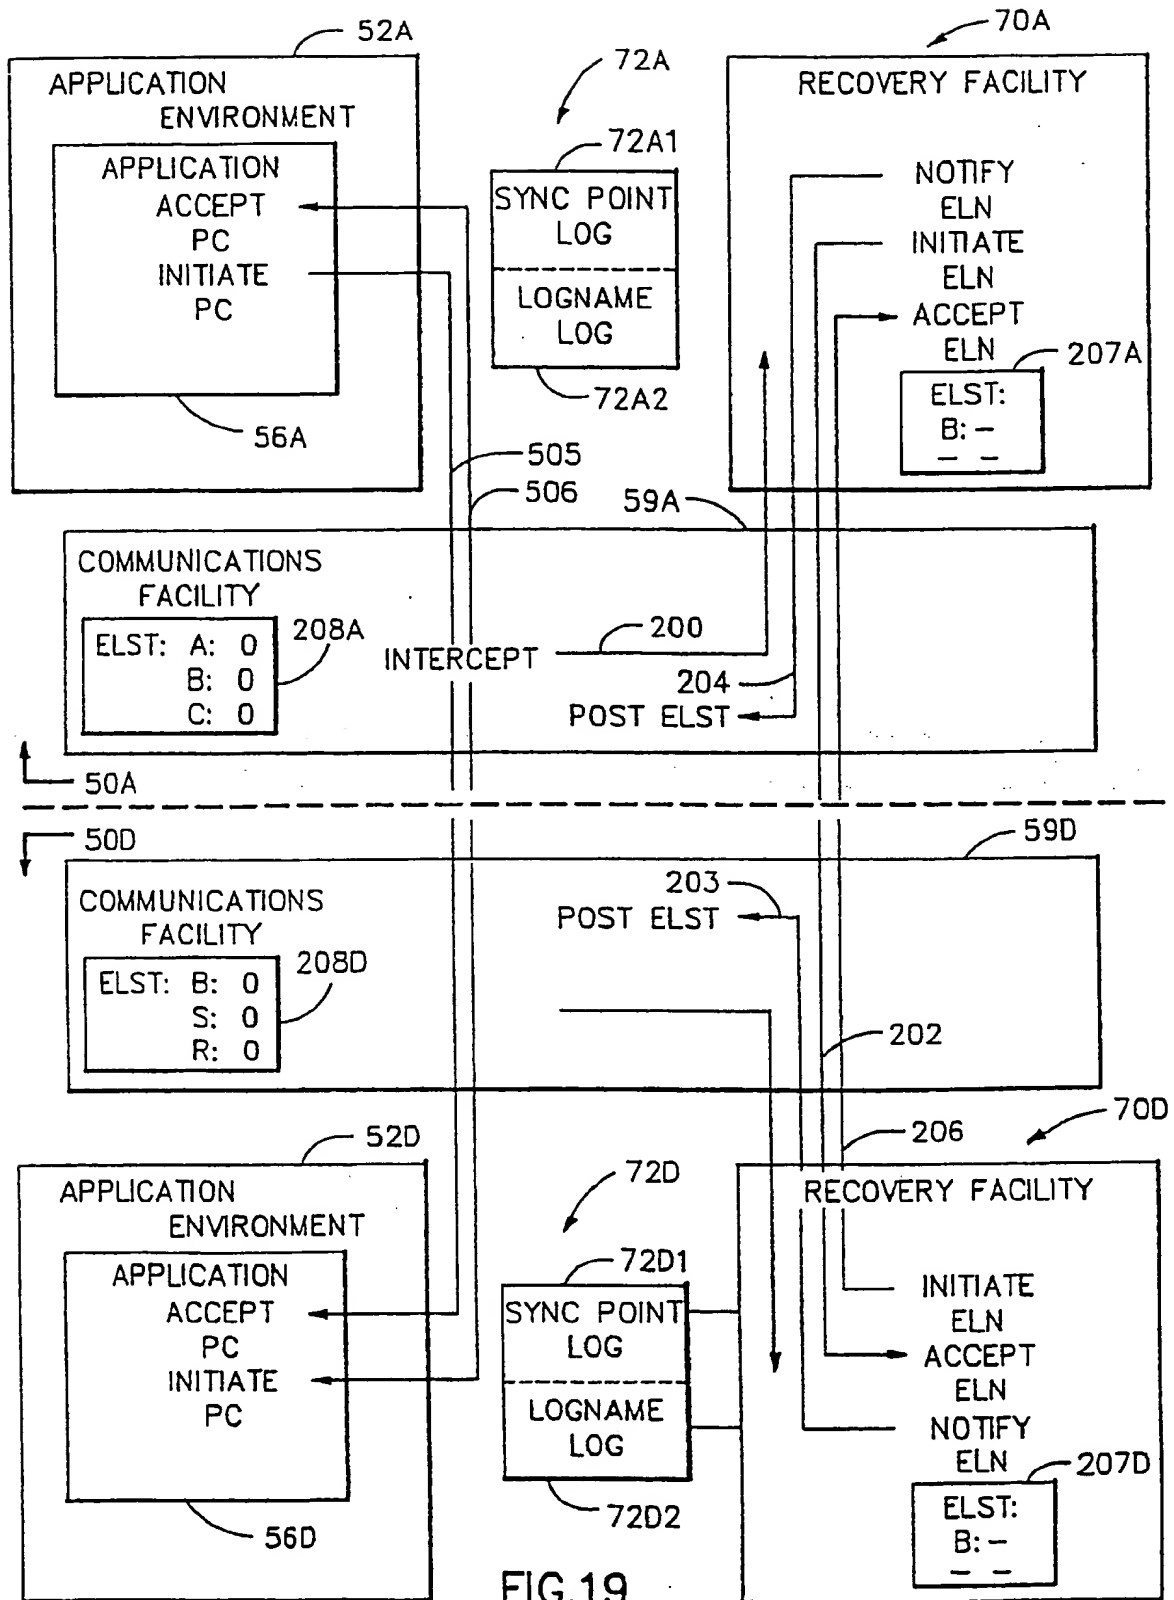 52A
70A
APPLICATION
ENVIRONMENT
72A
RECOVERY FACILITY
72A1
APPLICATION
ACCEPT
PC
INITIATE
PC
SYNC POINT
LOG
LOGNAME
LOG
NOTIFY
ELN
INITIATE
ELN
ACCEPT
ELN
207A
72A2
ELST:
B: –
– –
56A
505
506
59A
COMMUNICATIONS
FACILITY
208A
ELST: A: 0
B: 0
C: 0
INTERCEPT
200
204
POST ELST
50A
50D
59D
COMMUNICATIONS
FACILITY
203
POST ELST
208D
ELST: B: 0
S: 0
R: 0
202
70D
206
52D
APPLICATION
ENVIRONMENT
72D
RECOVERY FACILITY
72D1
APPLICATION
ACCEPT
PC
INITIATE
PC
SYNC POINT
LOG
LOGNAME
LOG
INITIATE
ELN
ACCEPT
ELN
NOTIFY
ELN
207D
72D2
56D
ELST:
B: –
– –
FIG.19